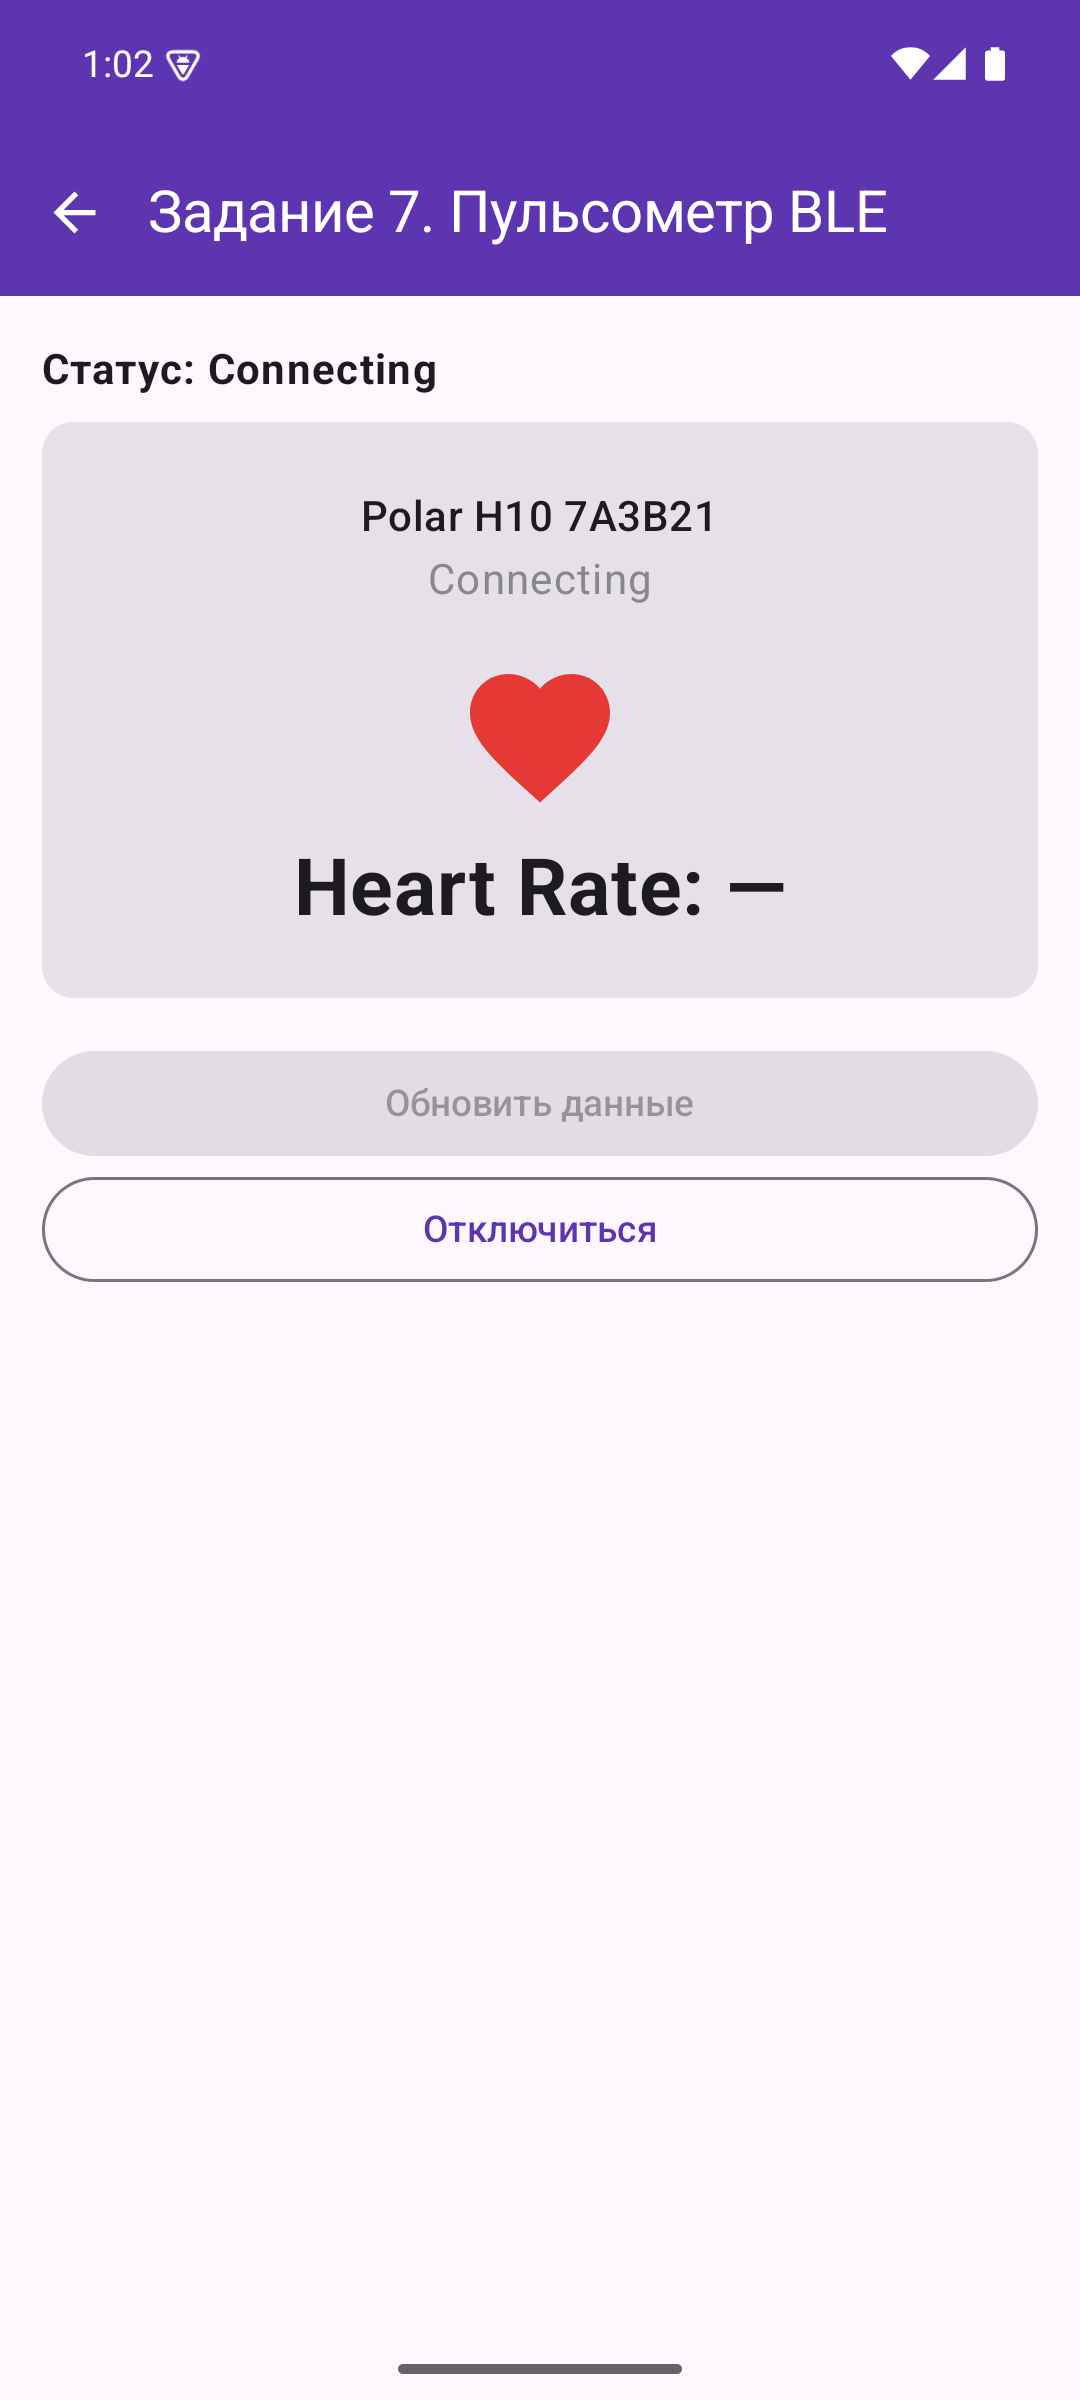 1:02
Задание 7. Пульсометр BLE
Статус: Connecting
Polar H10 7A3B21
Connecting
Heart Rate: —
Обновить данные
Отключиться